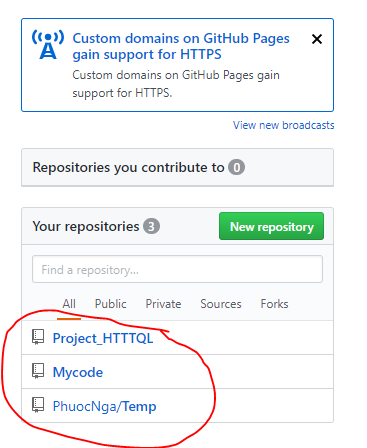 Custom domains on GitHub Pages
gain support for HTTPS
Custom domains on GitHub Pages gain
support for HTTPS.
View new broadcasts
Repositories you contribute to 0
Your repositories 3
New repository
Find a repository...
All Public Private Sources Forks
Project_HTTTQL
Mycode
PhuocNga/Temp